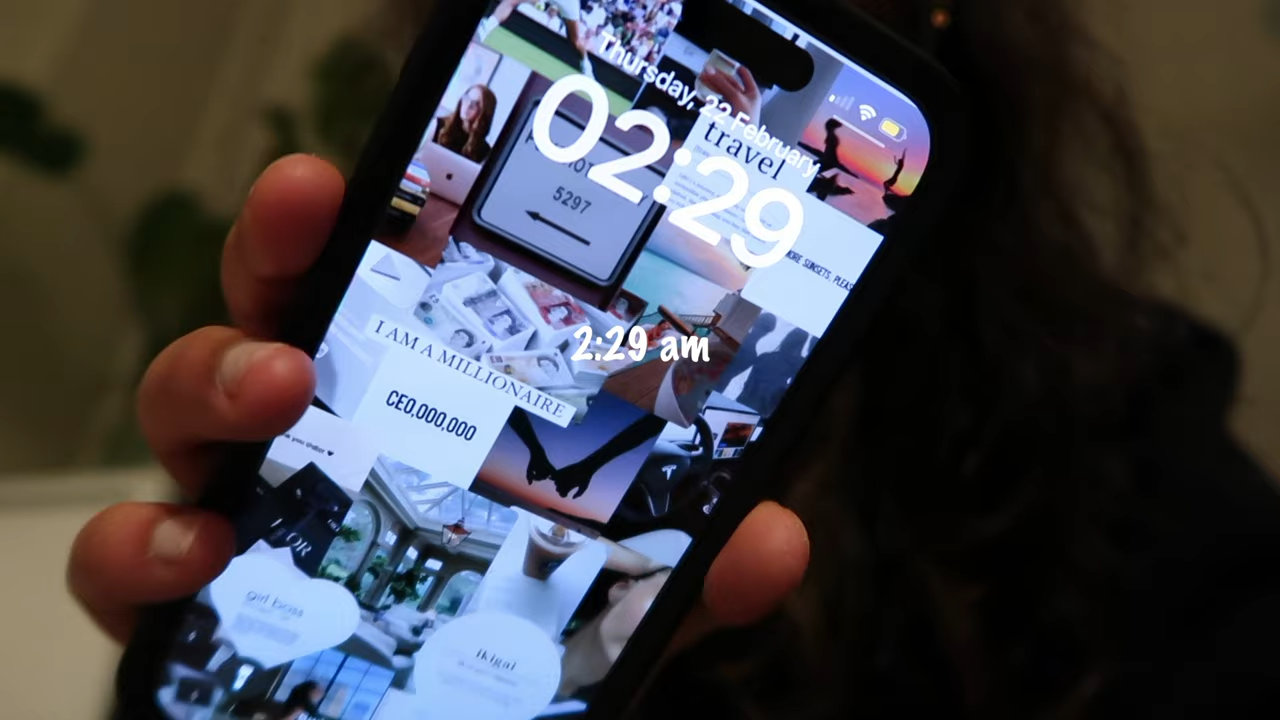 Thursday, 22 February
02:29
travel
5297
MORE SUNSETS, PLEASE
2:29 am
I AM A MILLIONAIRE
CEO,000,000
girl boss
ikigai